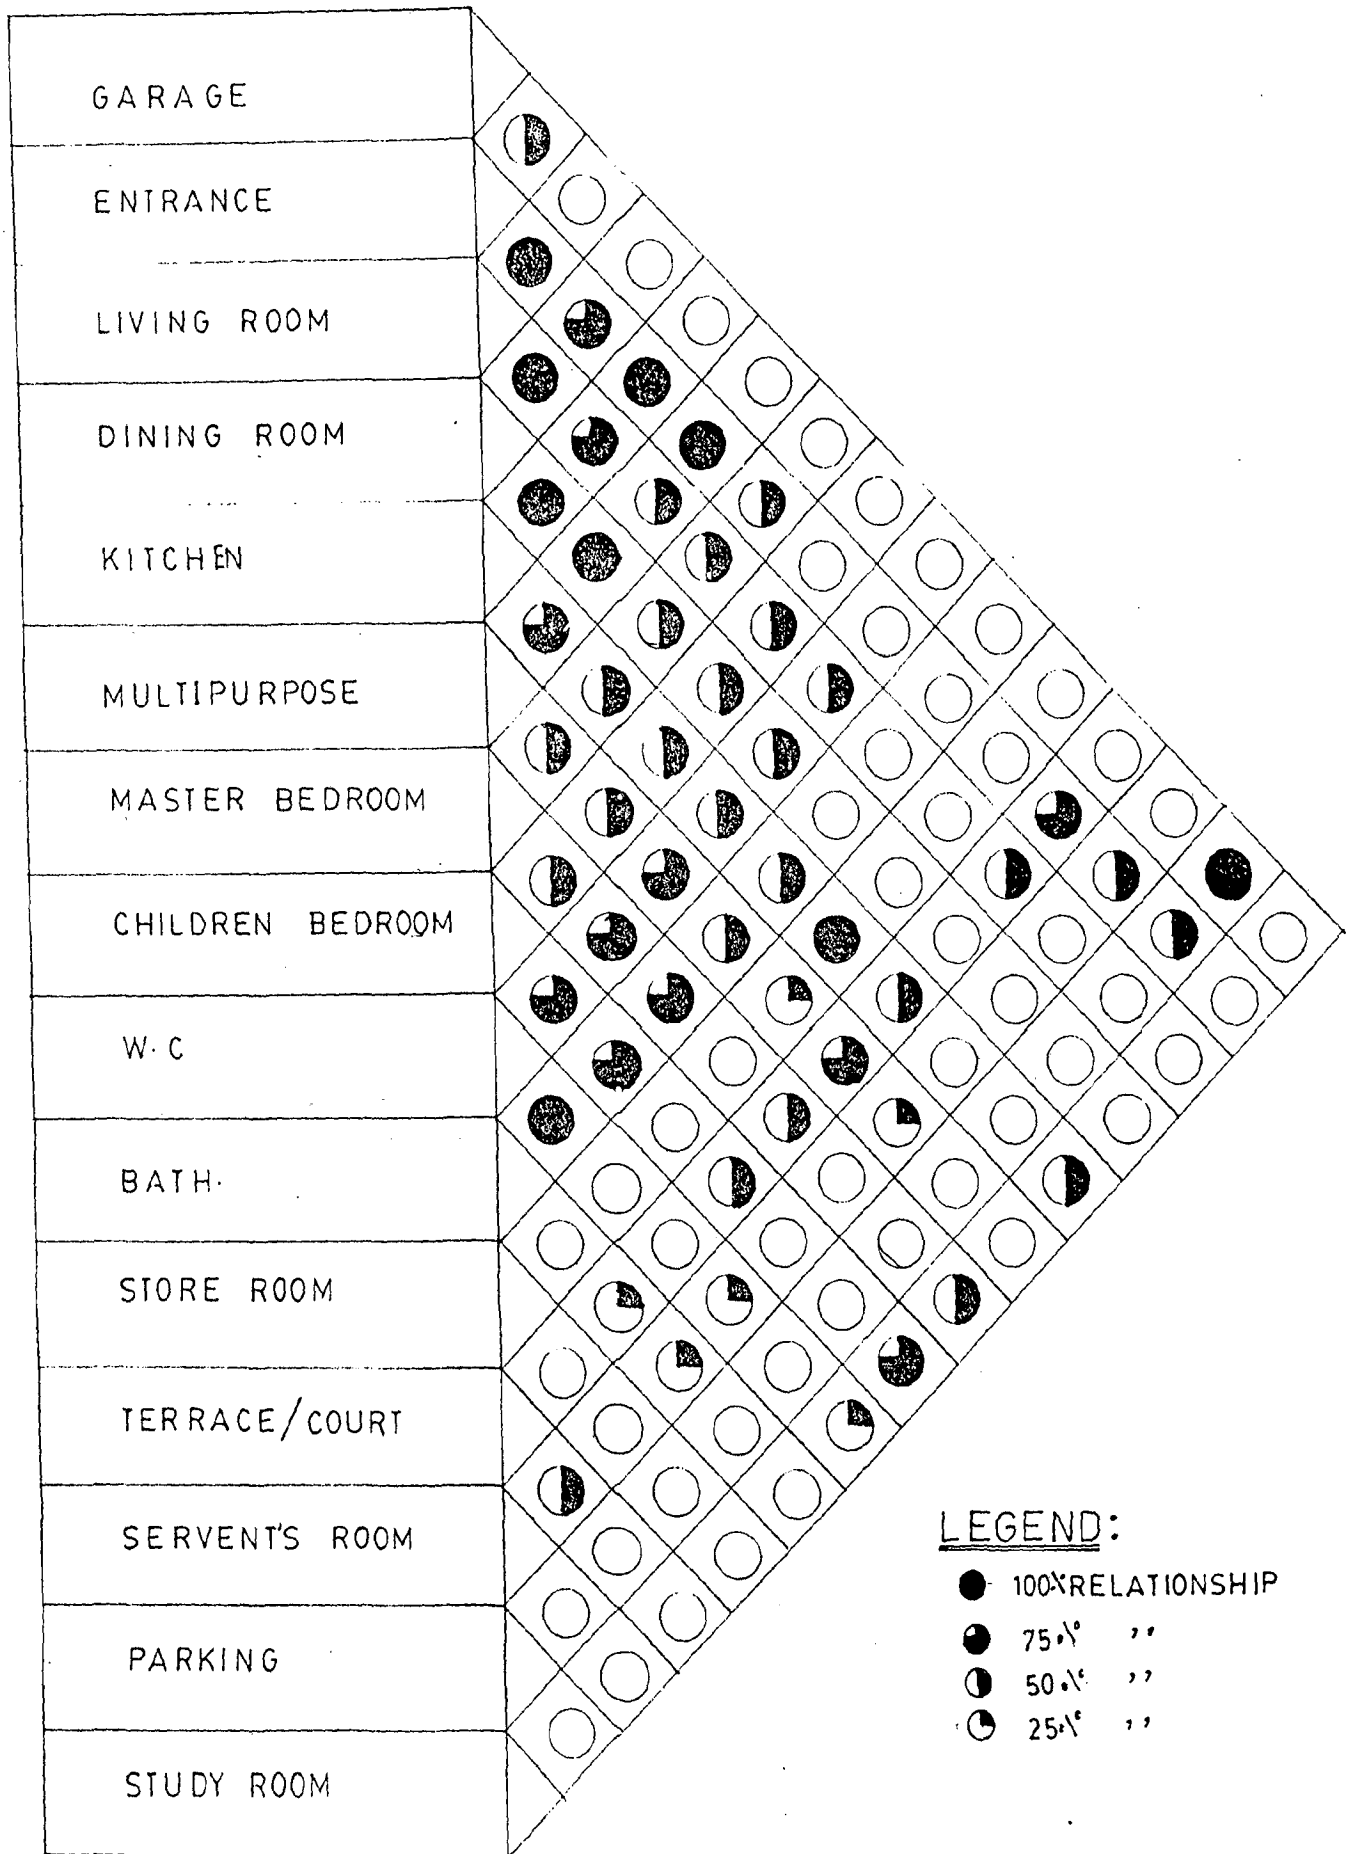 GARAGE
ENTRANCE
LIVING ROOM
DINING ROOM
KITCHEN
MULTIPURPOSE
MASTER BEDROOM
CHILDREN BEDROOM
W.C
BATH.
STORE ROOM
TERRACE/COURT
SERVENT'S ROOM
PARKING
STUDY ROOM
LEGEND:
100% RELATIONSHIP
75% ,,
50% ,,
25% ,,